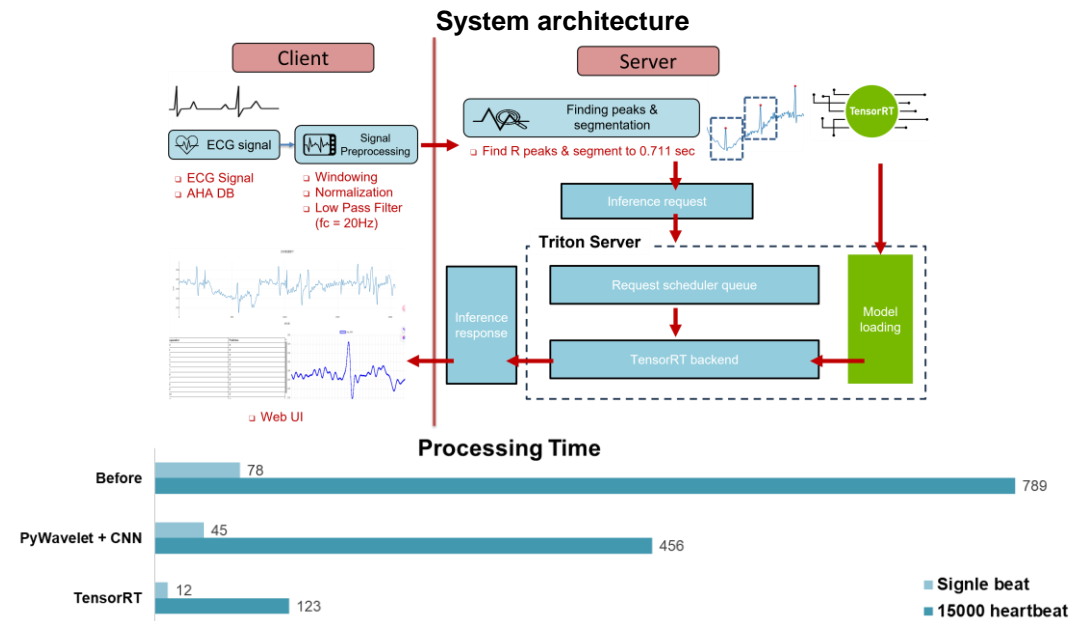 System architecture
Client
Server
ECG signal
Signal
Preprocessing
❑ ECG Signal
❑ AHA DB
❑ Windowing
❑ Normalization
❑ Low Pass Filter
(fc = 20Hz)
Finding peaks &
segmentation
❑ Find R peaks & segment to 0.711 sec
TensorRT
Inference request
Triton Server
Request scheduler queue
TensorRT backend
Model
loading
Inference
response
❑ Web UI
Processing Time
Before
78
789
PyWavelet + CNN
45
456
TensorRT
12
123
Signle beat
15000 heartbeat